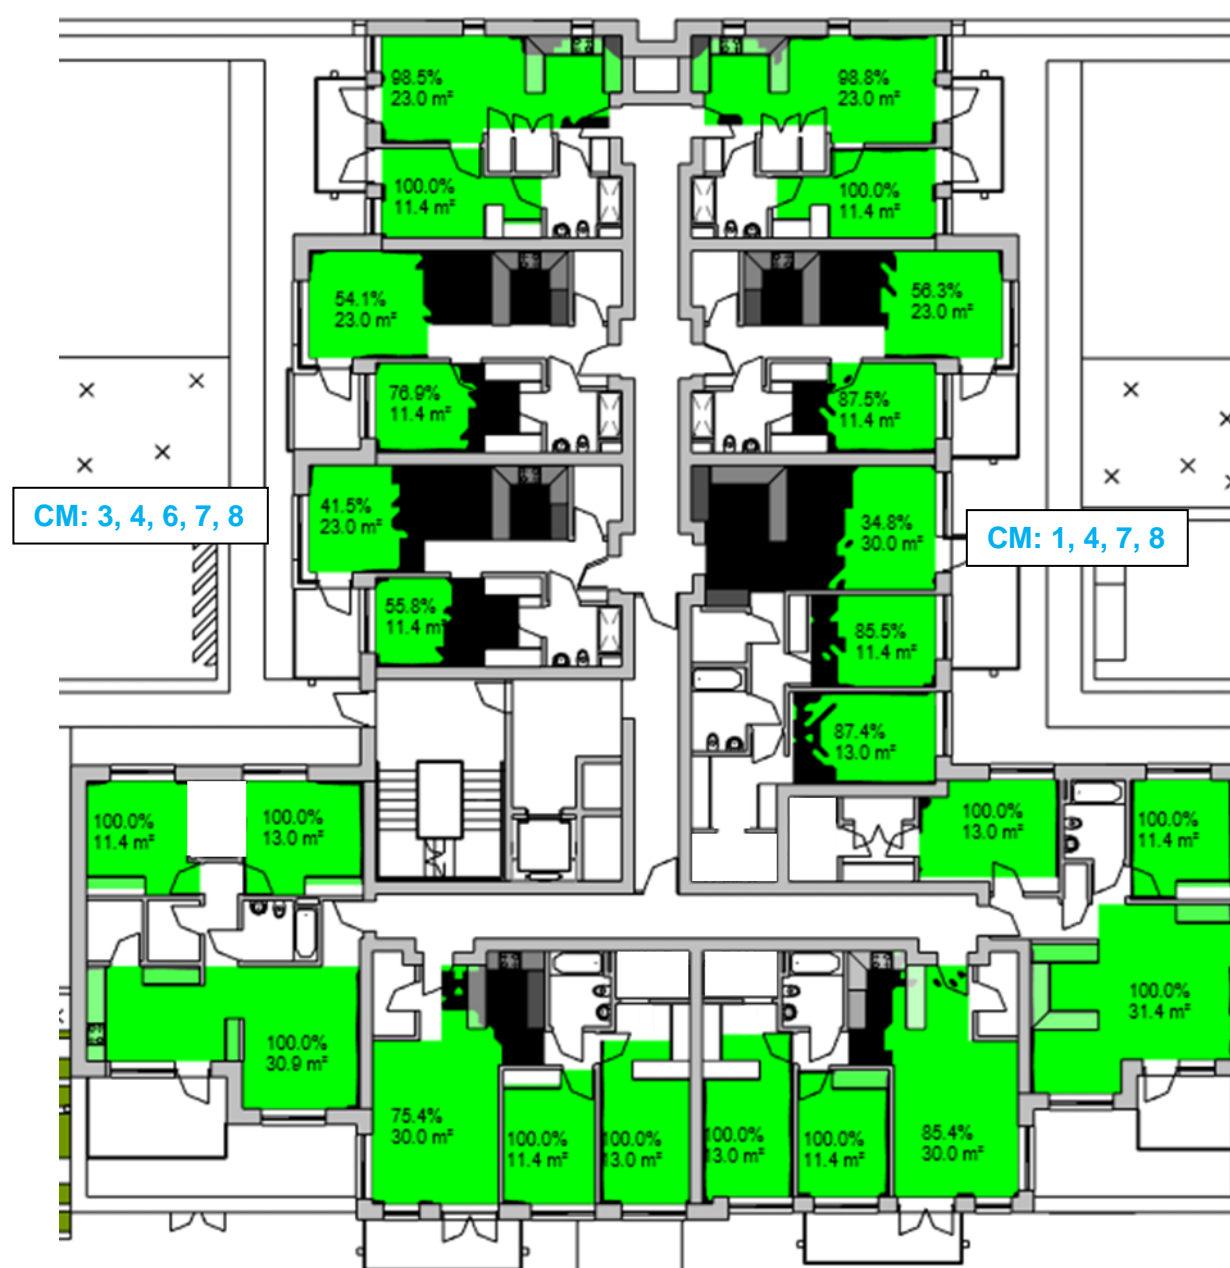 98.5%
23.0 m²
98.8%
23.0 m²
100.0%
11.4 m²
100.0%
11.4 m²
54.1%
23.0 m²
56.3%
23.0 m²
76.9%
11.4 m²
87.5%
11.4 m²
CM: 3, 4, 6, 7, 8
41.5%
23.0 m²
34.8%
30.0 m²
CM: 1, 4, 7, 8
55.8%
11.4 m²
85.5%
11.4 m²
87.4%
13.0 m²
100.0%
11.4 m²
100.0%
13.0 m²
100.0%
13.0 m²
100.0%
11.4 m²
100.0%
30.9 m²
100.0%
31.4 m²
75.4%
30.0 m²
100.0%
11.4 m²
100.0%
13.0 m²
100.0%
13.0 m²
100.0%
11.4 m²
85.4%
30.0 m²